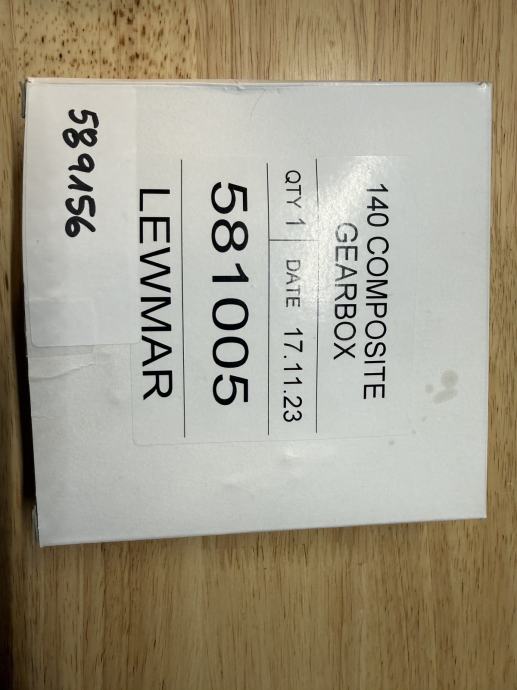 140 COMPOSITE
GEARBOX
QTY 1 DATE 17.11.23
581005
LEWMAR
589156